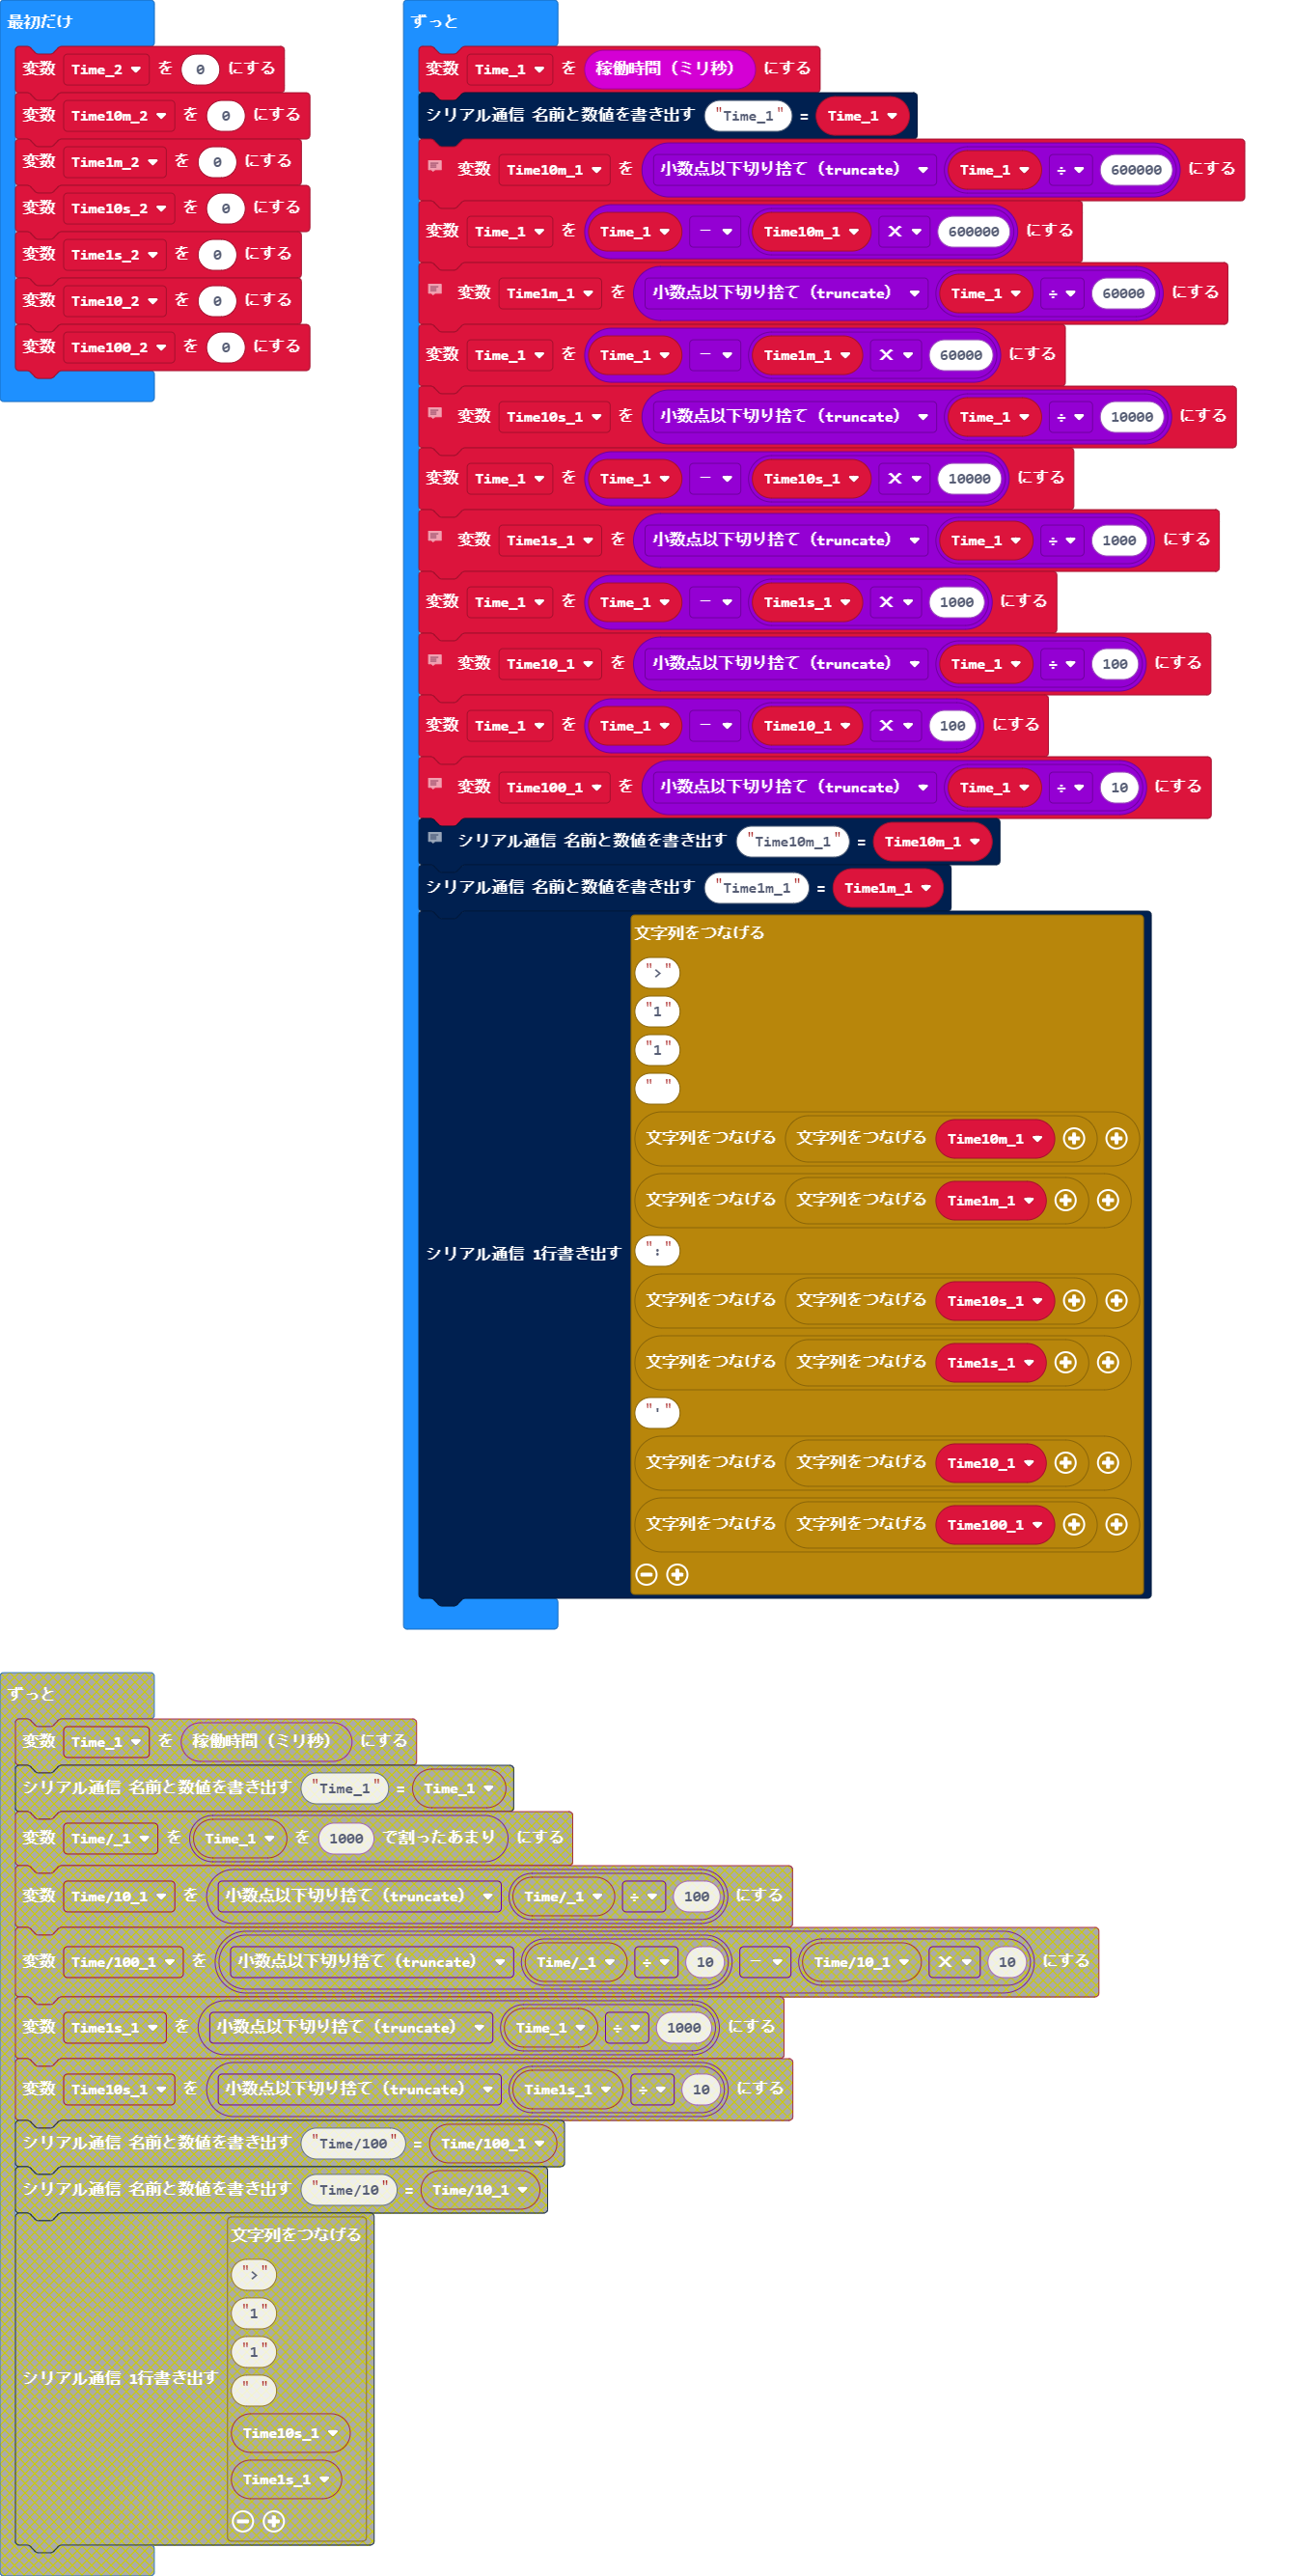 最初だけ
変数 Time_2 を 0 にする
変数 Time10m_2 を 0 にする
変数 Time1m_2 を 0 にする
変数 Time10s_2 を 0 にする
変数 Time1s_2 を 0 にする
変数 Time10_2 を 0 にする
変数 Time100_2 を 0 にする
ずっと
変数 Time_1 を 稼働時間（ミリ秒） にする
シリアル通信 名前と数値を書き出す "Time_1" = Time_1
変数 Time10m_1 を 小数点以下切り捨て（truncate） Time_1 ÷ 600000 にする
変数 Time_1 を Time_1 - Time10m_1 × 600000 にする
変数 Time1m_1 を 小数点以下切り捨て（truncate） Time_1 ÷ 60000 にする
変数 Time_1 を Time_1 - Time1m_1 × 60000 にする
変数 Time10s_1 を 小数点以下切り捨て（truncate） Time_1 ÷ 10000 にする
変数 Time_1 を Time_1 - Time10s_1 × 10000 にする
変数 Time1s_1 を 小数点以下切り捨て（truncate） Time_1 ÷ 1000 にする
変数 Time_1 を Time_1 - Time1s_1 × 1000 にする
変数 Time10_1 を 小数点以下切り捨て（truncate） Time_1 ÷ 100 にする
変数 Time_1 を Time_1 - Time10_1 × 100 にする
変数 Time100_1 を 小数点以下切り捨て（truncate） Time_1 ÷ 10 にする
シリアル通信 名前と数値を書き出す "Time10m_1" = Time10m_1
シリアル通信 名前と数値を書き出す "Time1m_1" = Time1m_1
シリアル通信 1行書き出す
文字列をつなげる
">"
"1"
"1"
" "
文字列をつなげる 文字列をつなげる Time10m_1
文字列をつなげる 文字列をつなげる Time1m_1
":"
文字列をつなげる 文字列をつなげる Time10s_1
文字列をつなげる 文字列をつなげる Time1s_1
"'"
文字列をつなげる 文字列をつなげる Time10_1
文字列をつなげる 文字列をつなげる Time100_1
ずっと
変数 Time_1 を 稼働時間（ミリ秒） にする
シリアル通信 名前と数値を書き出す "Time_1" = Time_1
変数 Time/_1 を Time_1 を 1000 で割ったあまり にする
変数 Time/10_1 を 小数点以下切り捨て（truncate） Time/_1 ÷ 100 にする
変数 Time/100_1 を 小数点以下切り捨て（truncate） Time/_1 ÷ 10 - Time/10_1 × 10 にする
変数 Time1s_1 を 小数点以下切り捨て（truncate） Time_1 ÷ 1000 にする
変数 Time10s_1 を 小数点以下切り捨て（truncate） Time1s_1 ÷ 10 にする
シリアル通信 名前と数値を書き出す "Time/100" = Time/100_1
シリアル通信 名前と数値を書き出す "Time/10" = Time/10_1
シリアル通信 1行書き出す
文字列をつなげる
">"
"1"
"1"
" "
Time10s_1
Time1s_1